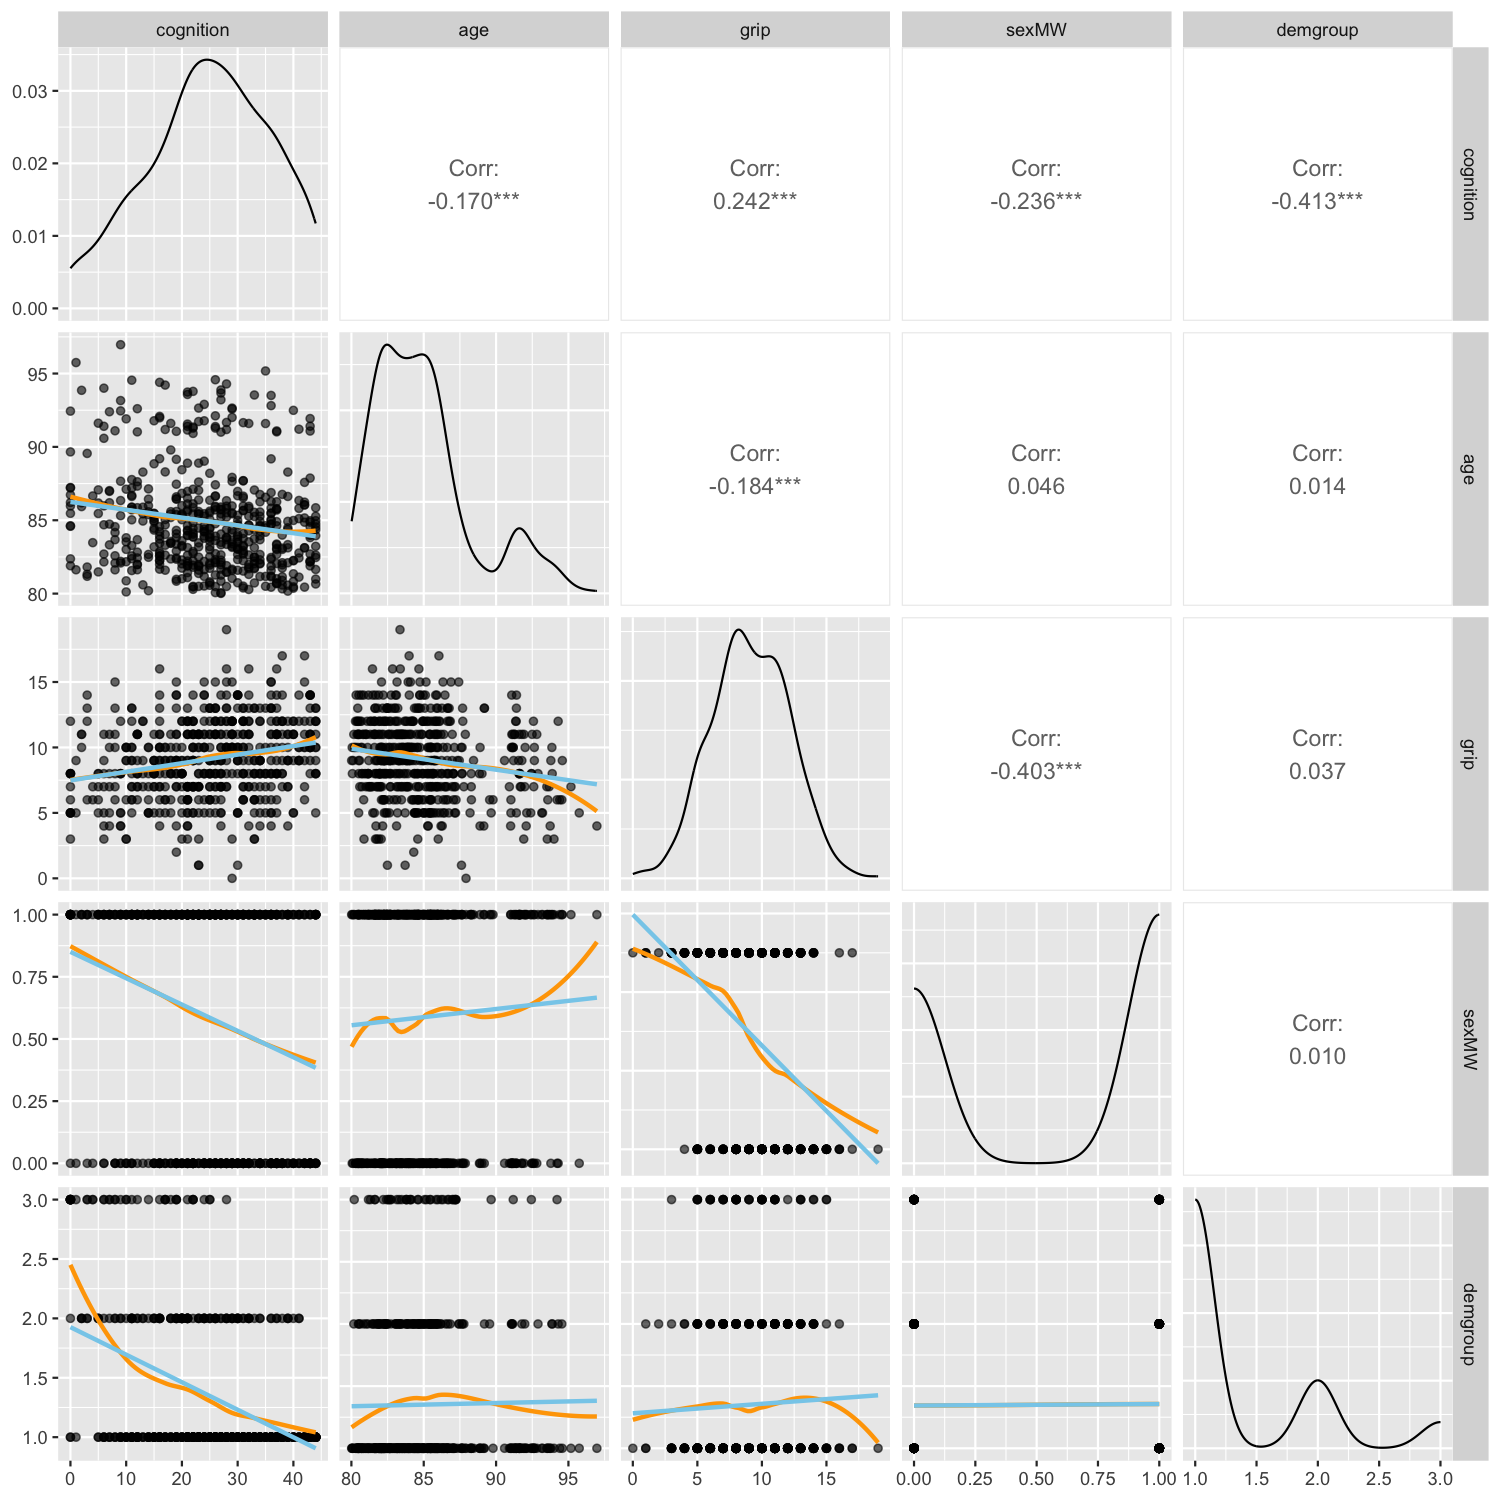 cognition age grip sexMW demgroup
0.03
0.02
0.01
0.00
Corr:
-0.170***
Corr:
0.242***
Corr:
-0.236***
Corr:
-0.413***
cognition
95
90
85
80
Corr:
-0.184***
Corr:
0.046
Corr:
0.014
age
15
10
5
0
Corr:
-0.403***
Corr:
0.037
grip
1.00
0.75
0.50
0.25
0.00
Corr:
0.010
sexMW
3.0
2.5
2.0
1.5
1.0
demgroup
0 10 20 30 40 80 85 90 95 0 5 10 15 0.00 0.25 0.50 0.75 1.00 1.0 1.5 2.0 2.5 3.0